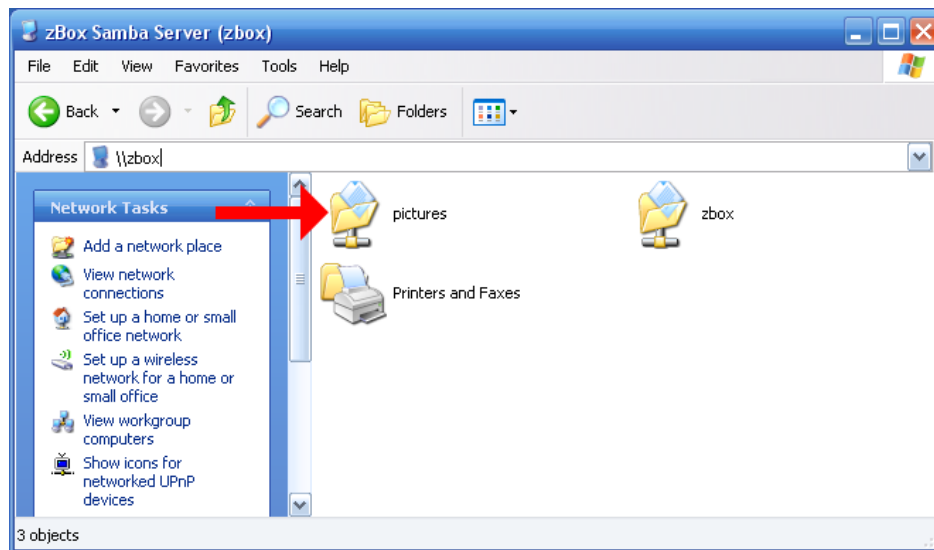 zBox Samba Server (zbox)
File Edit View Favorites Tools Help
Back Search Folders
Address \\zbox
Network Tasks
Add a network place
View network
connections
Set up a home or small
office network
Set up a wireless
network for a home or
small office
View workgroup
computers
Show icons for
networked UPnP
devices
pictures zbox
Printers and Faxes
3 objects